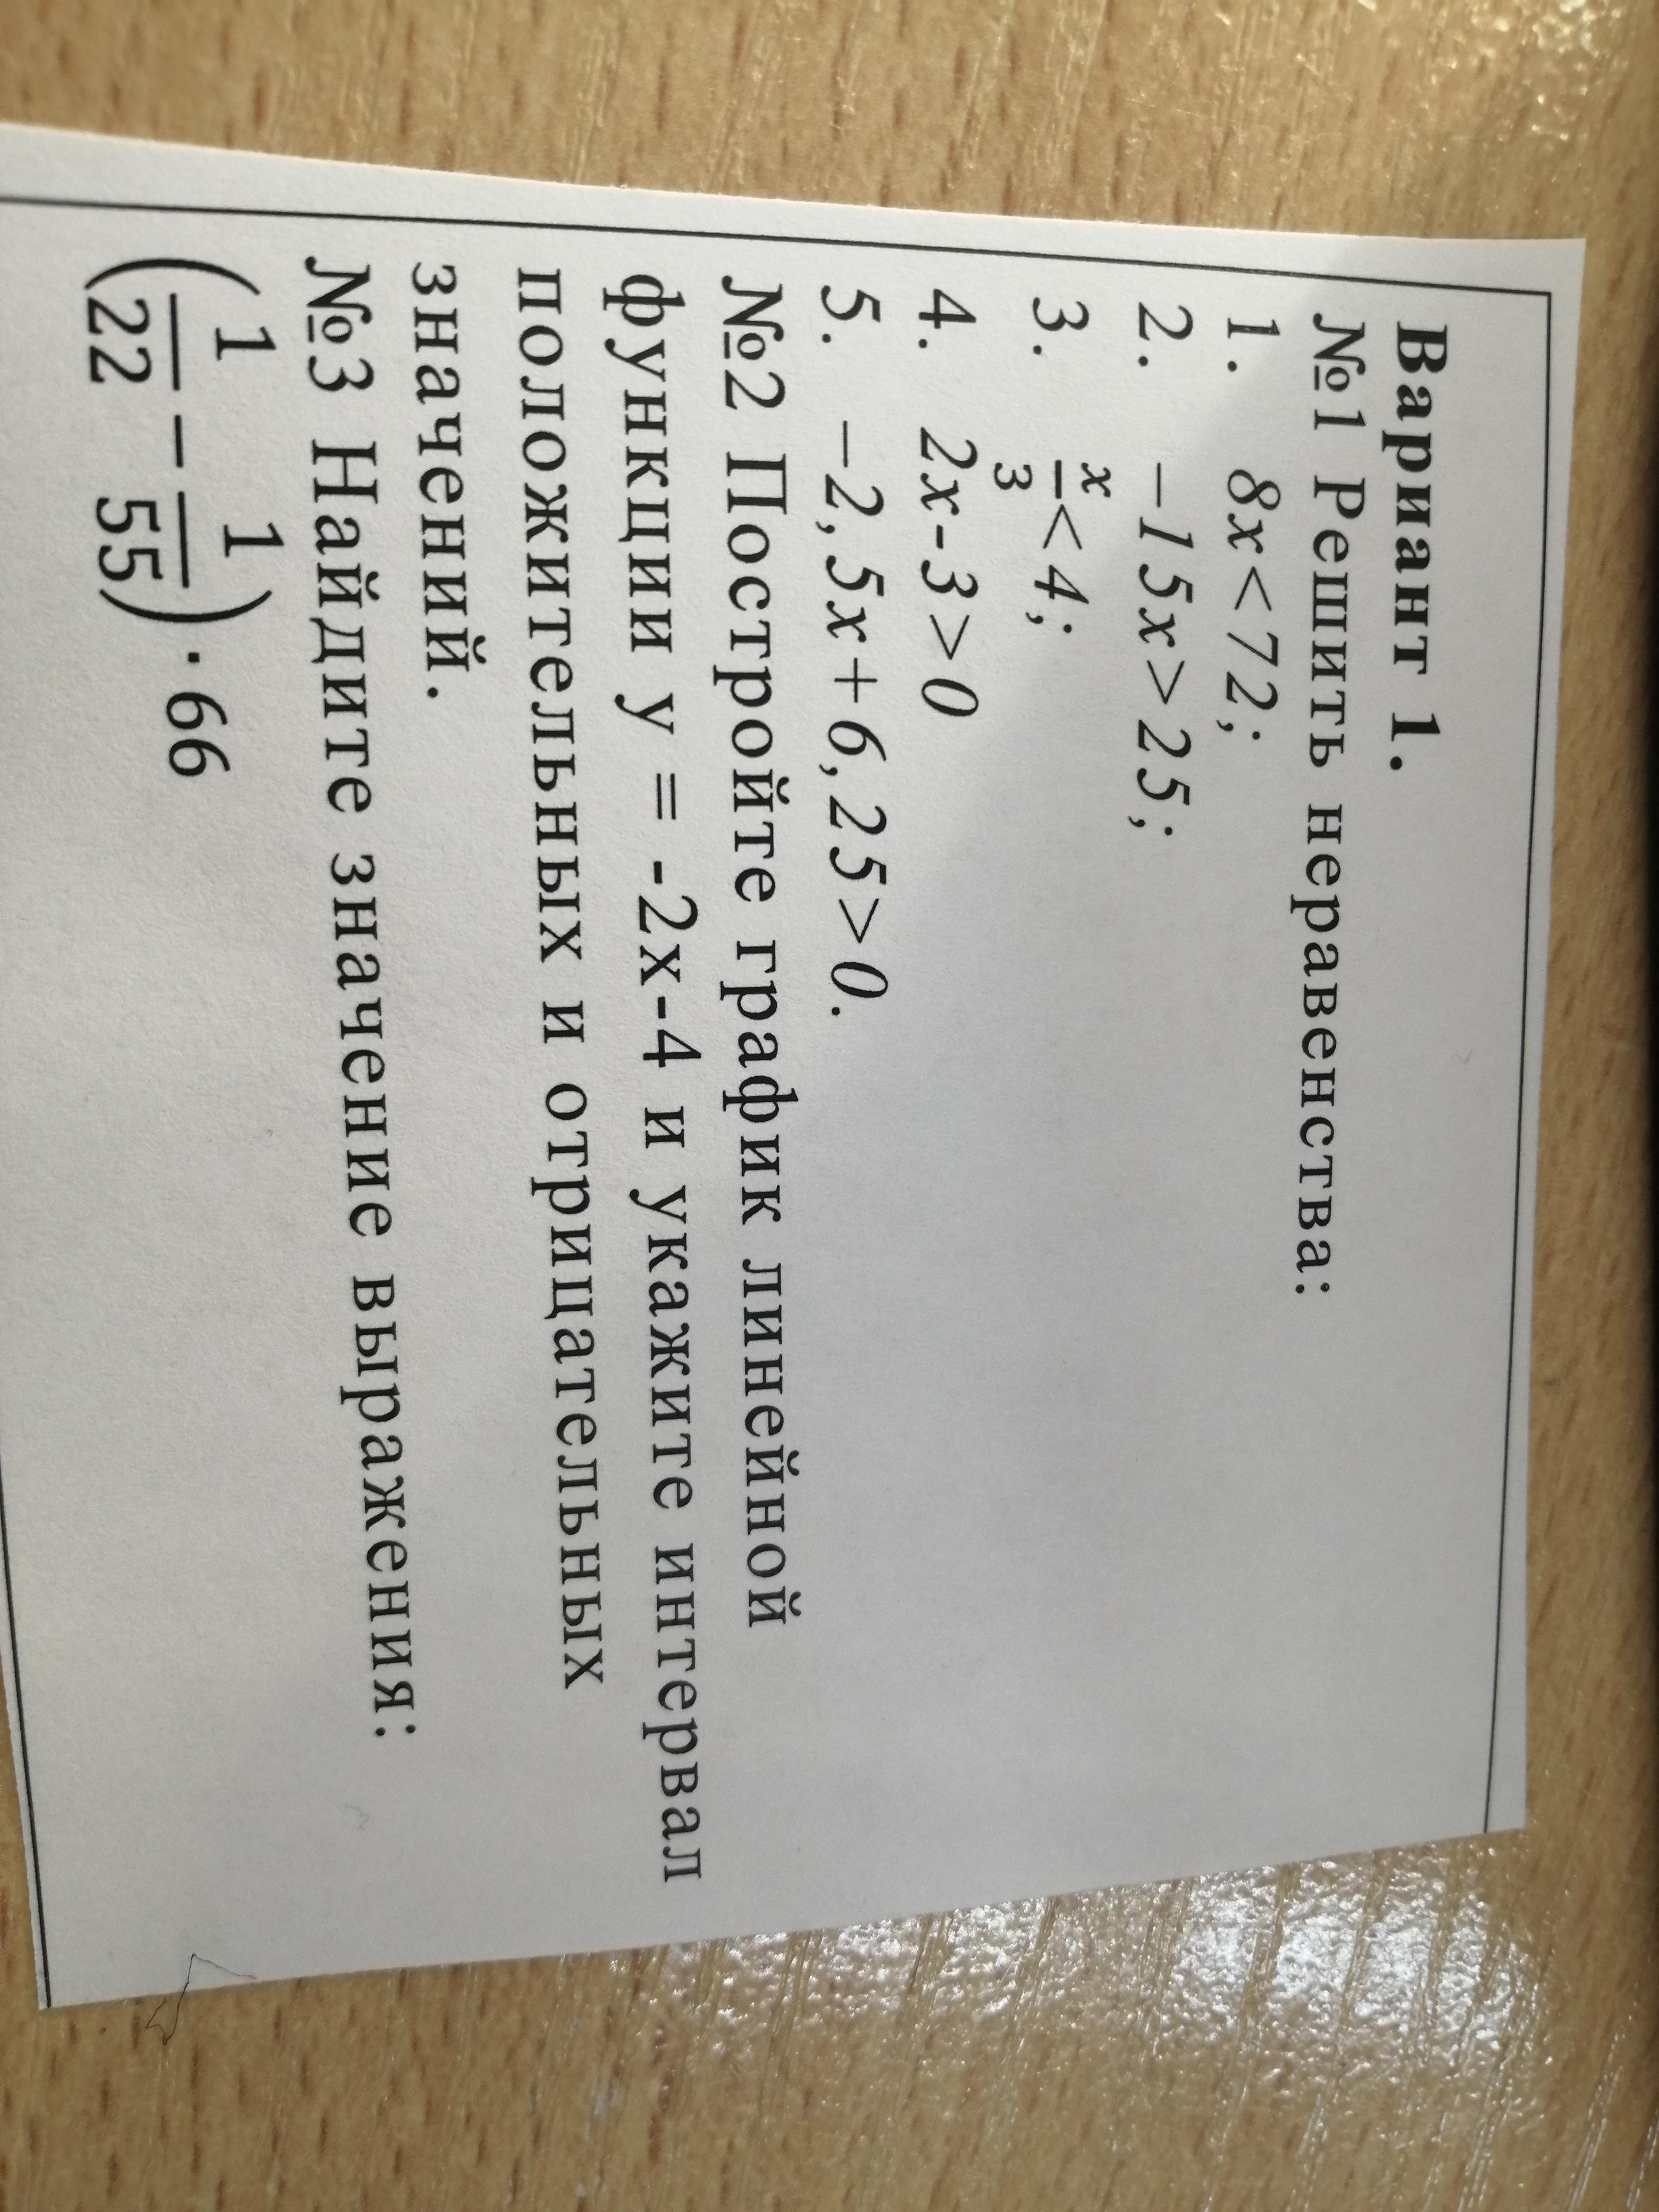 Вариант 1.
№1 Решить неравенства:
1. 8x<72;
2. −15x>25;
3. x/3<4;
4. 2x-3>0
5. −2,5x+6,25>0.
№2 Постройте график линейной
функции y = -2x-4 и укажите интервал
положительных и отрицательных
значений.
№3 Найдите значение выражения:
(1/22 − 1/55) · 66